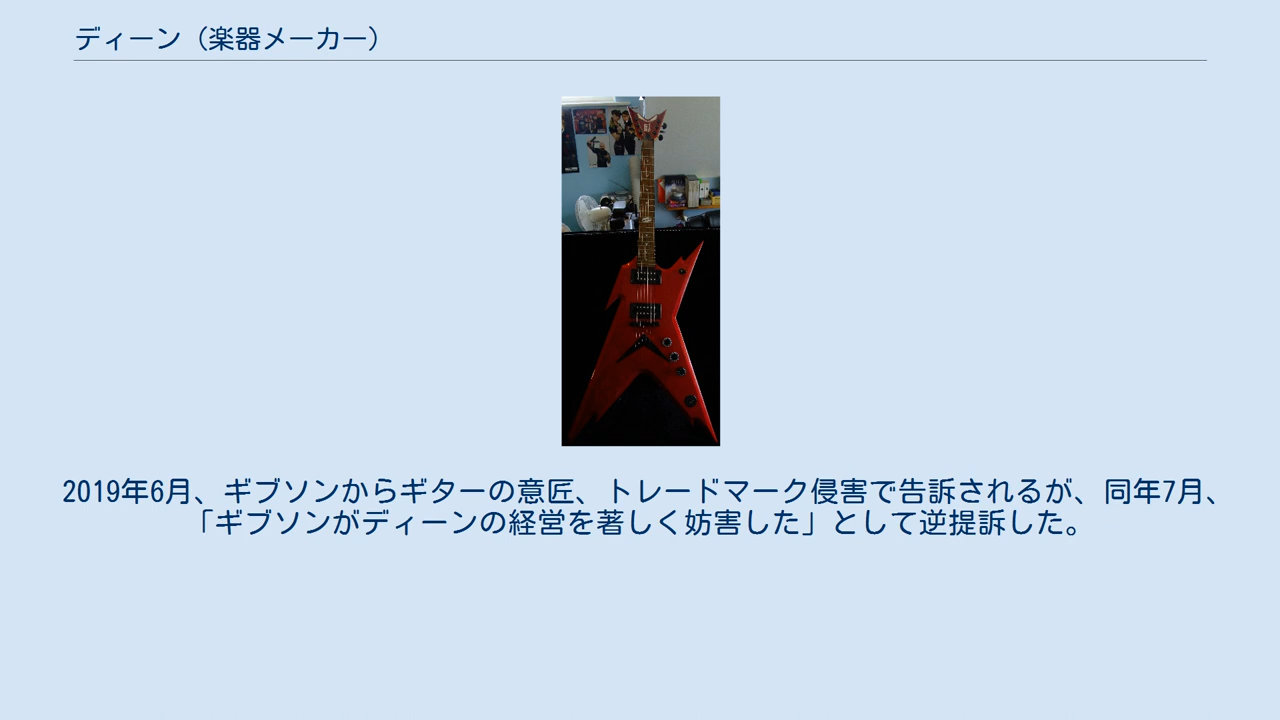 ディーン（楽器メーカー）
2019年6月、ギブソンからギターの意匠、トレードマーク侵害で告訴されるが、同年7月、
「ギブソンがディーンの経営を著しく妨害した」として逆提訴した。